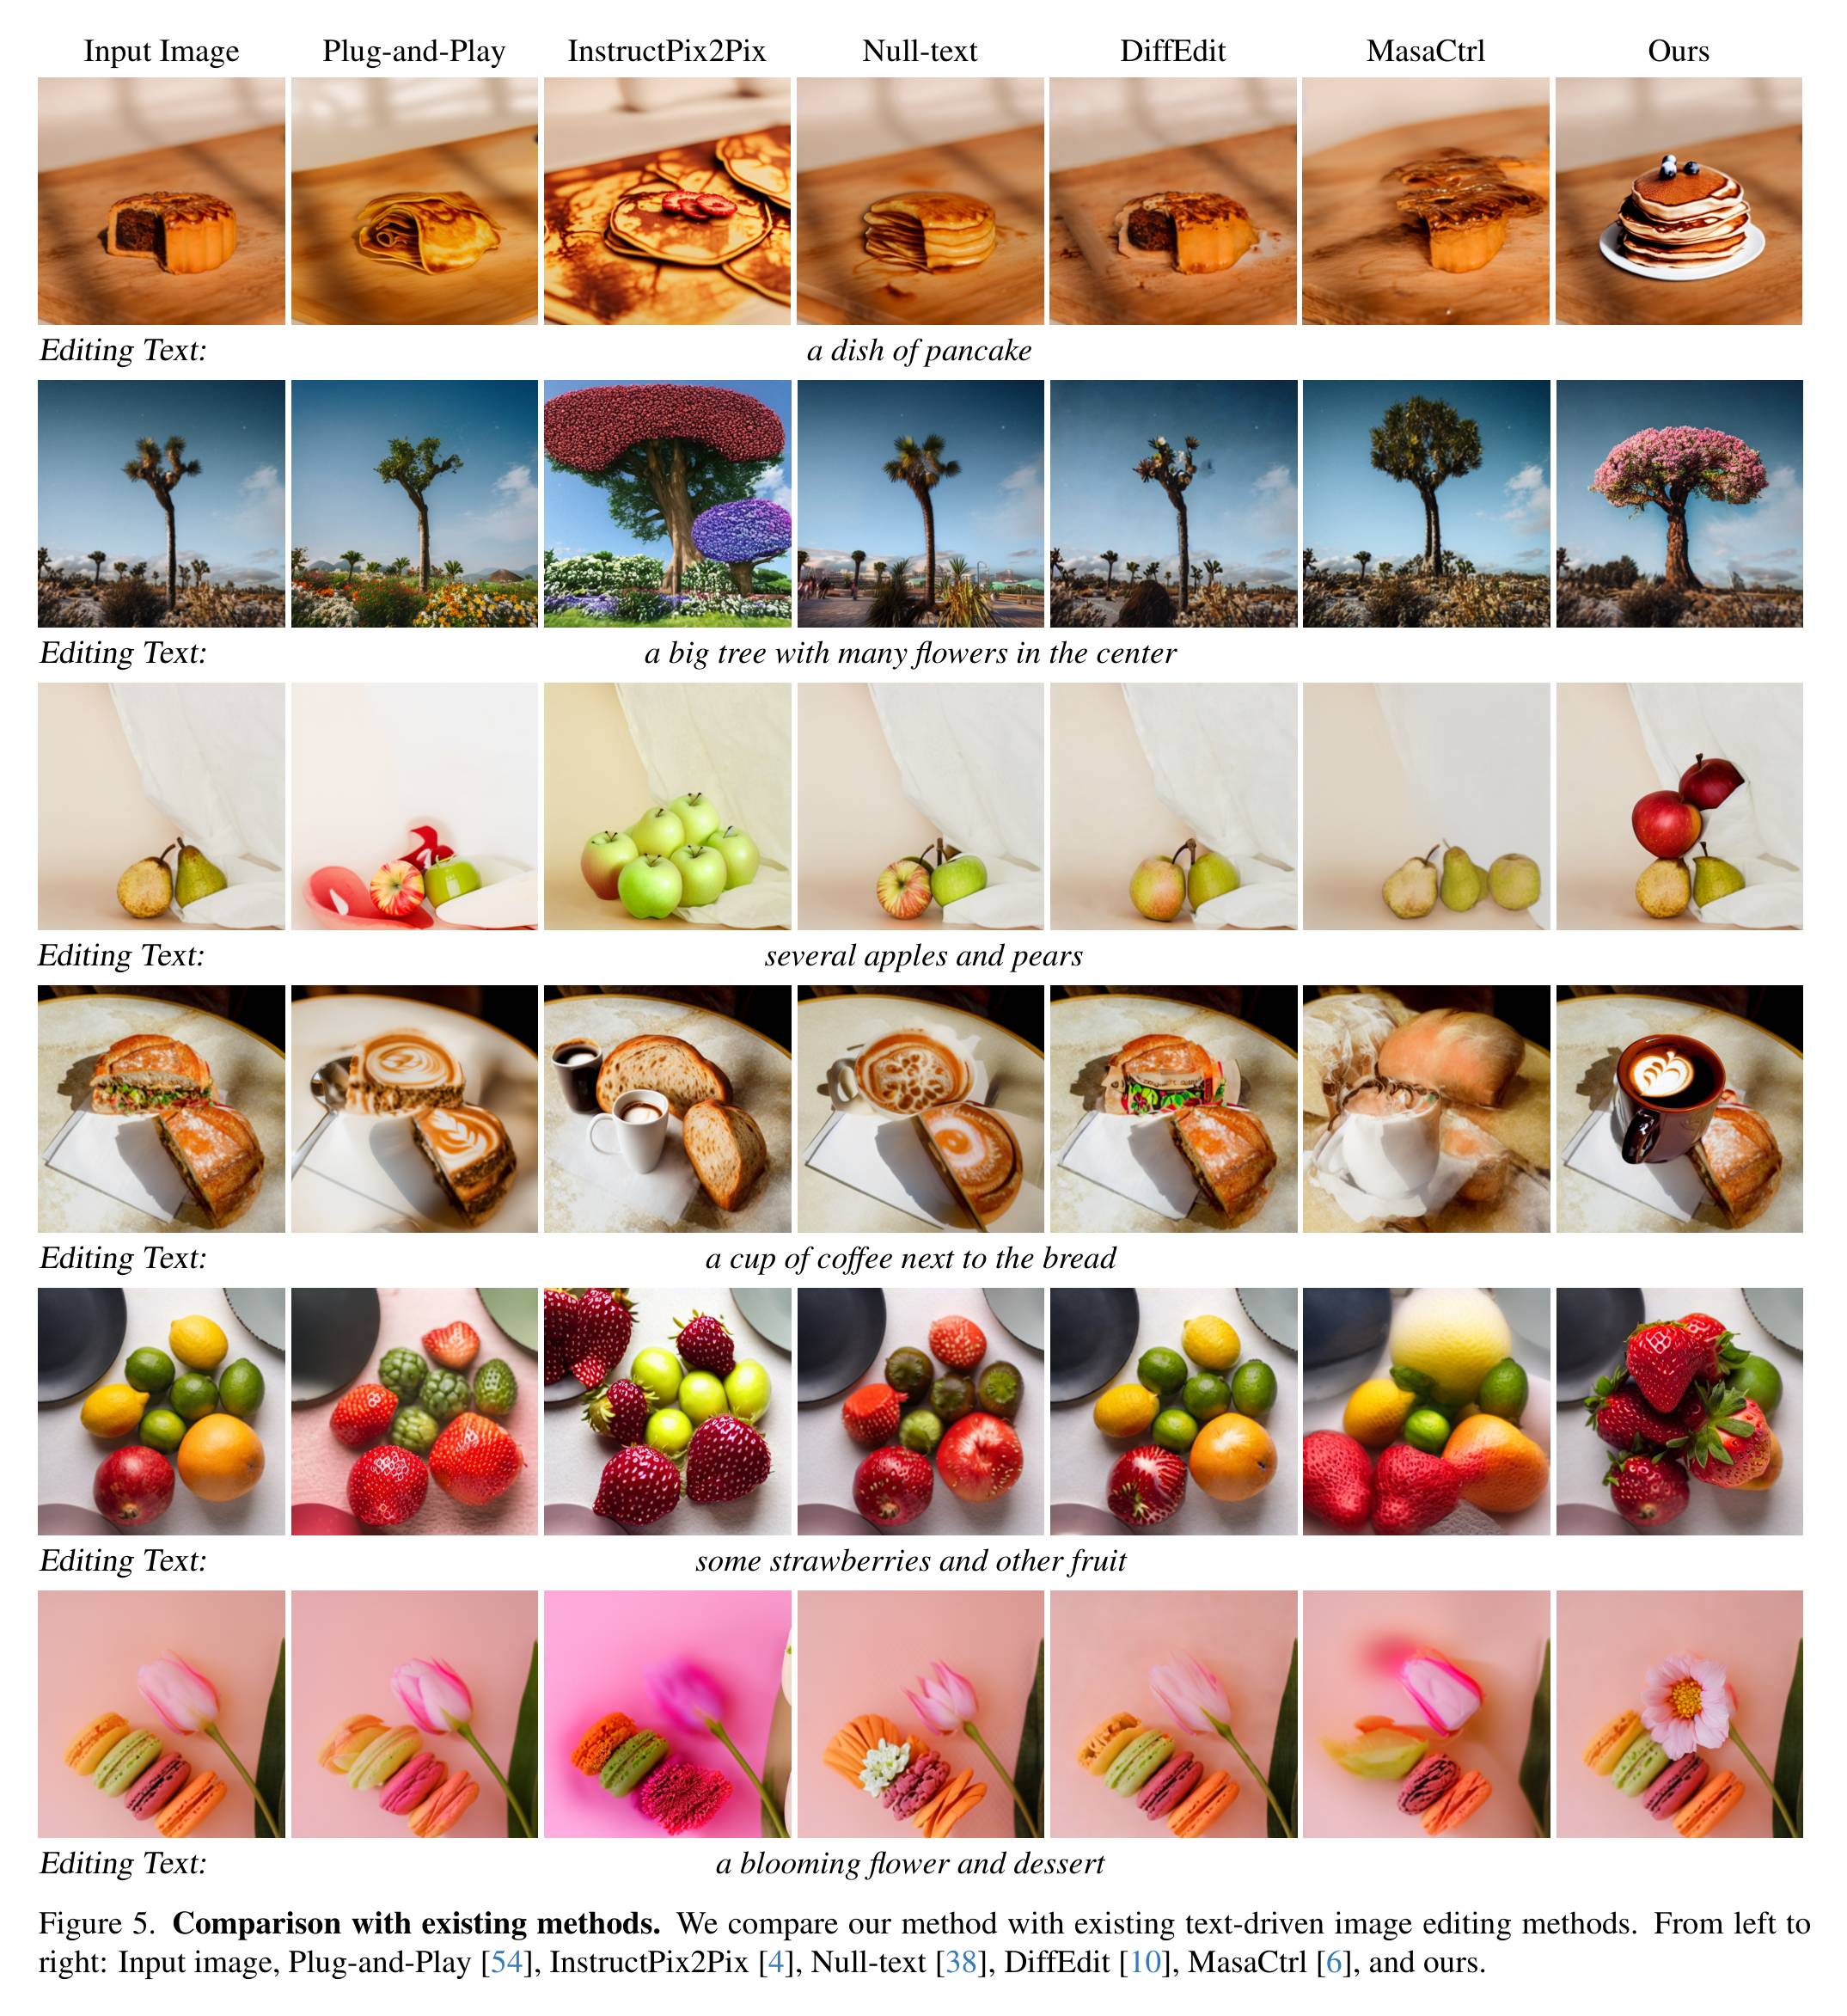 Input Image Plug-and-Play InstructPix2Pix Null-text DiffEdit MasaCtrl Ours
Editing Text: a dish of pancake
Editing Text: a big tree with many flowers in the center
Editing Text: several apples and pears
Editing Text: a cup of coffee next to the bread
Editing Text: some strawberries and other fruit
Editing Text: a blooming flower and dessert
Figure 5. Comparison with existing methods. We compare our method with existing text-driven image editing methods. From left to
right: Input image, Plug-and-Play [54], InstructPix2Pix [4], Null-text [38], DiffEdit [10], MasaCtrl [6], and ours.